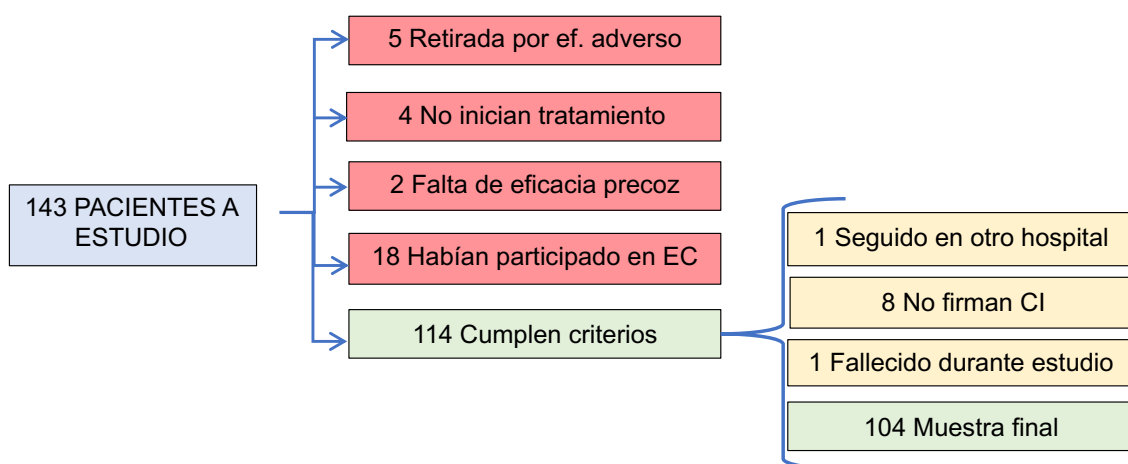 5 Retirada por ef. adverso
4 No inician tratamiento
2 Falta de eficacia precoz
143 PACIENTES A
ESTUDIO
18 Habían participado en EC
114 Cumplen criterios
1 Seguido en otro hospital
8 No firman CI
1 Fallecido durante estudio
104 Muestra final